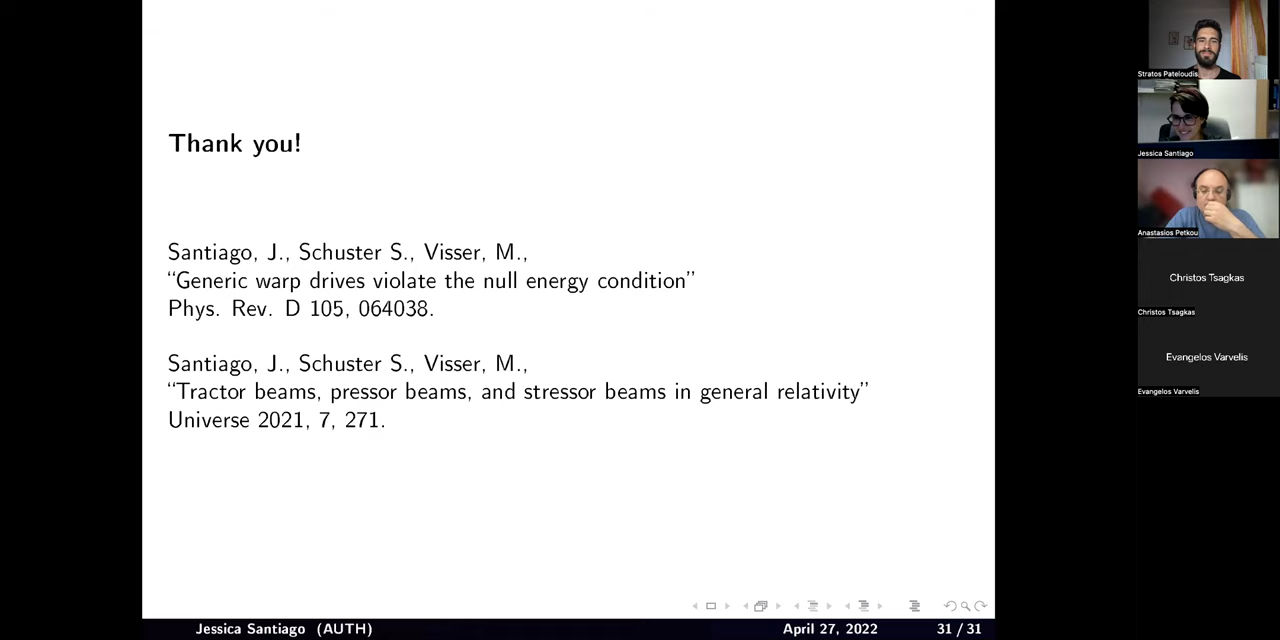 Thank you!
Santiago, J., Schuster S., Visser, M.,
“Generic warp drives violate the null energy condition”
Phys. Rev. D 105, 064038.
Santiago, J., Schuster S., Visser, M.,
“Tractor beams, pressor beams, and stressor beams in general relativity”
Universe 2021, 7, 271.
Jessica Santiago (AUTH) April 27, 2022 31 / 31
Stratos Pateloudis
Jessica Santiago
Anastasios Petkou
Christos Tsagkas
Christos Tsagkas
Evangelos Varvelis
Evangelos Varvelis